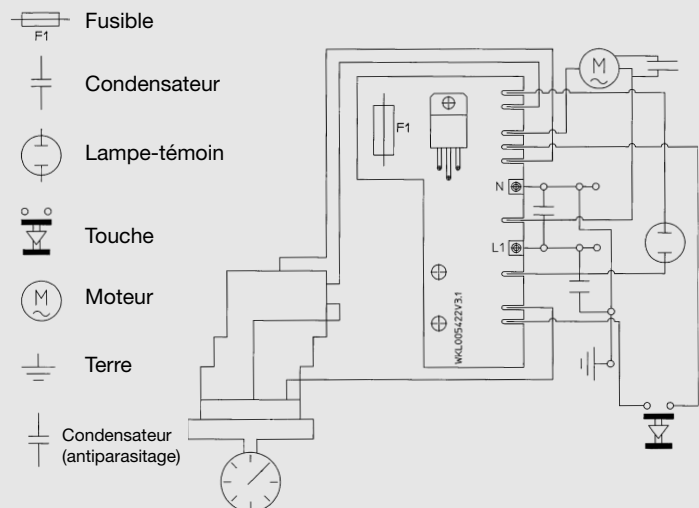 F1
Fusible
Condensateur
Lampe-témoin
Touche
M
Moteur
Terre
Condensateur
(antiparasitage)
F1
M
N
L1
WKL005422V3.1